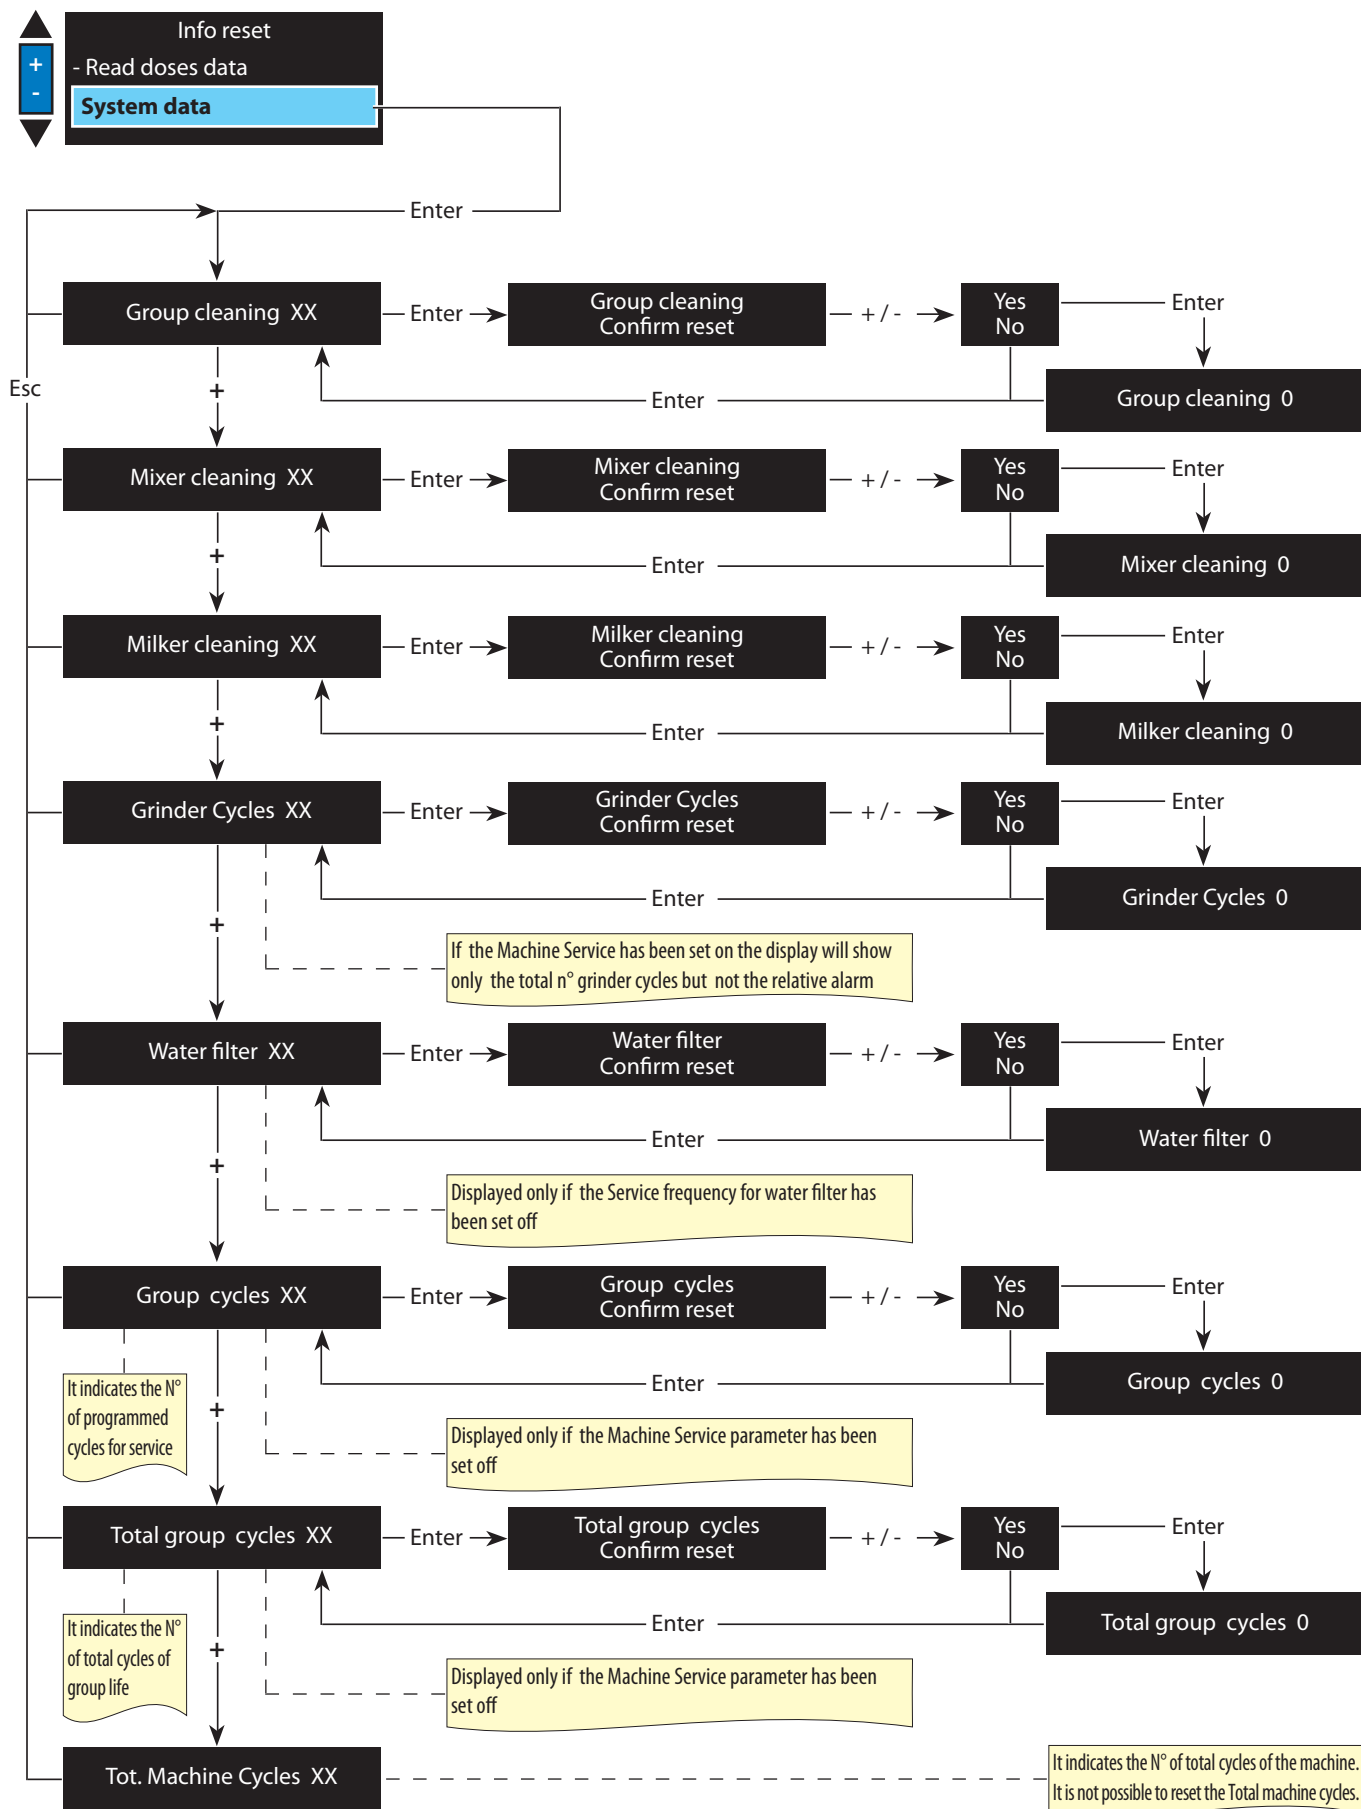 Info reset
+
- Read doses data
-
System data
Enter
Group cleaning XX
Enter
Group cleaning
Confirm reset
+ / -
Yes
No
Enter
Esc
+
Enter
Group cleaning 0
Mixer cleaning XX
Enter
Mixer cleaning
Confirm reset
+ / -
Yes
No
Enter
+
Enter
Mixer cleaning 0
Milker cleaning XX
Enter
Milker cleaning
Confirm reset
+ / -
Yes
No
Enter
+
Enter
Milker cleaning 0
Grinder Cycles XX
Enter
Grinder Cycles
Confirm reset
+ / -
Yes
No
Enter
+
Enter
Grinder Cycles 0
If the Machine Service has been set on the display will show
only the total n° grinder cycles but not the relative alarm
Water filter XX
Enter
Water filter
Confirm reset
+ / -
Yes
No
Enter
+
Enter
Water filter 0
Displayed only if the Service frequency for water filter has
been set off
Group cycles XX
Enter
Group cycles
Confirm reset
+ / -
Yes
No
Enter
It indicates the N°
of programmed
cycles for service
+
Enter
Group cycles 0
Displayed only if the Machine Service parameter has been
set off
Total group cycles XX
Enter
Total group cycles
Confirm reset
+ / -
Yes
No
Enter
It indicates the N°
of total cycles of
group life
+
Enter
Total group cycles 0
Displayed only if the Machine Service parameter has been
set off
Tot. Machine Cycles XX
It indicates the N° of total cycles of the machine.
It is not possible to reset the Total machine cycles.